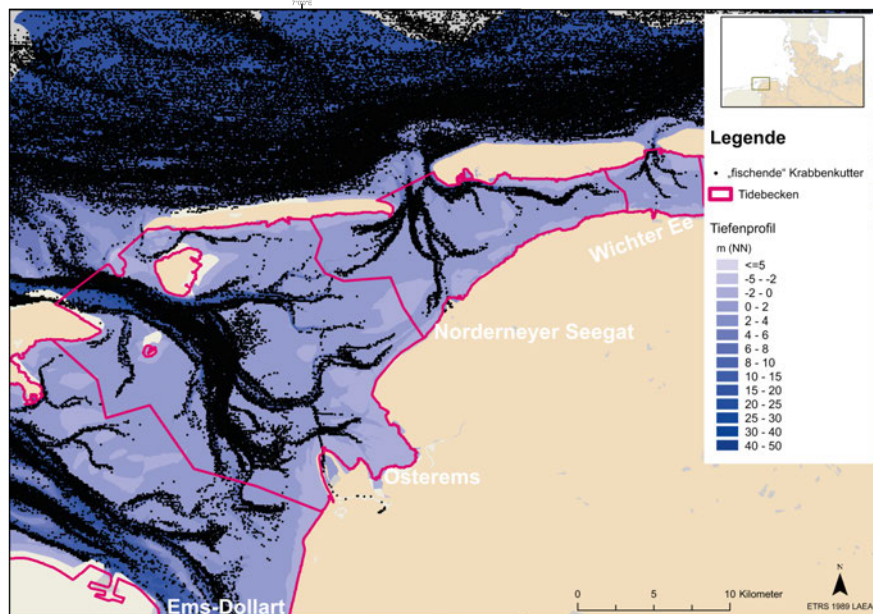 7°00'E
Legende
„fischende“ Krabbenkutter
Tidebecken
Tiefenprofil
m (NN)
<=5
-5 - -2
-2 - 0
0 - 2
2 - 4
4 - 6
6 - 8
8 - 10
10 - 15
15 - 20
20 - 25
25 - 30
30 - 40
40 - 50
Wichter Ee
Norderneyer Seegat
Osterems
Ems-Dollart
0 5 10 Kilometer
N
ETRS 1989 LAEA